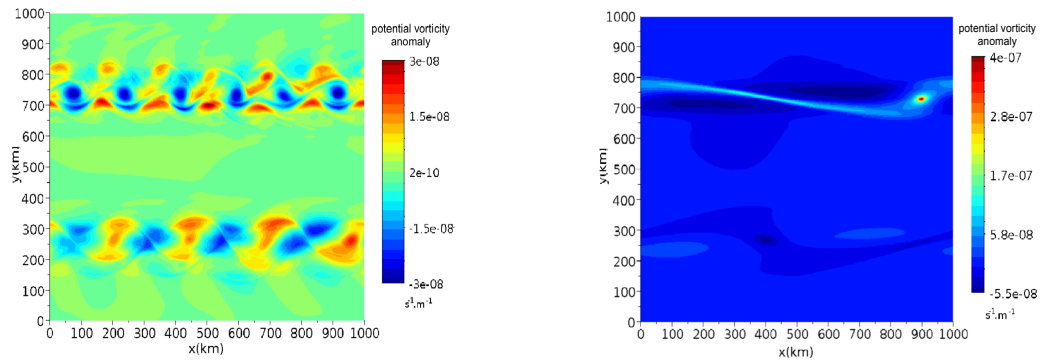 potential vorticity
anomaly
1000
900
800
700
600
500
400
300
200
100
0
y(km)
0 100 200 300 400 500 600 700 800 900 1000
x(km)
3e-08
1.5e-08
2e-10
-1.5e-08
-3e-08
s¹.m⁻¹
potential vorticity
anomaly
1000
900
800
700
600
500
400
300
200
100
0
y(km)
0 100 200 300 400 500 600 700 800 900 1000
x(km)
4e-07
2.8e-07
1.7e-07
5.8e-08
-5.5e-08
s¹.m⁻¹